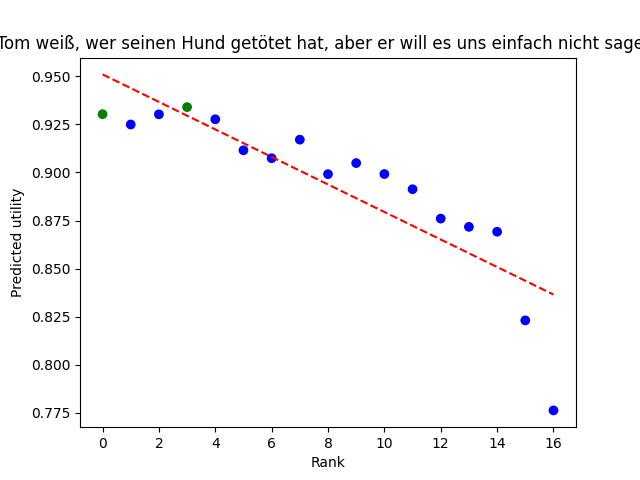 Tom weiß, wer seinen Hund getötet hat, aber er will es uns einfach nicht sage
0.950
0.925
0.900
0.875
0.850
0.825
0.800
0.775
Predicted utility
0 2 4 6 8 10 12 14 16
Rank